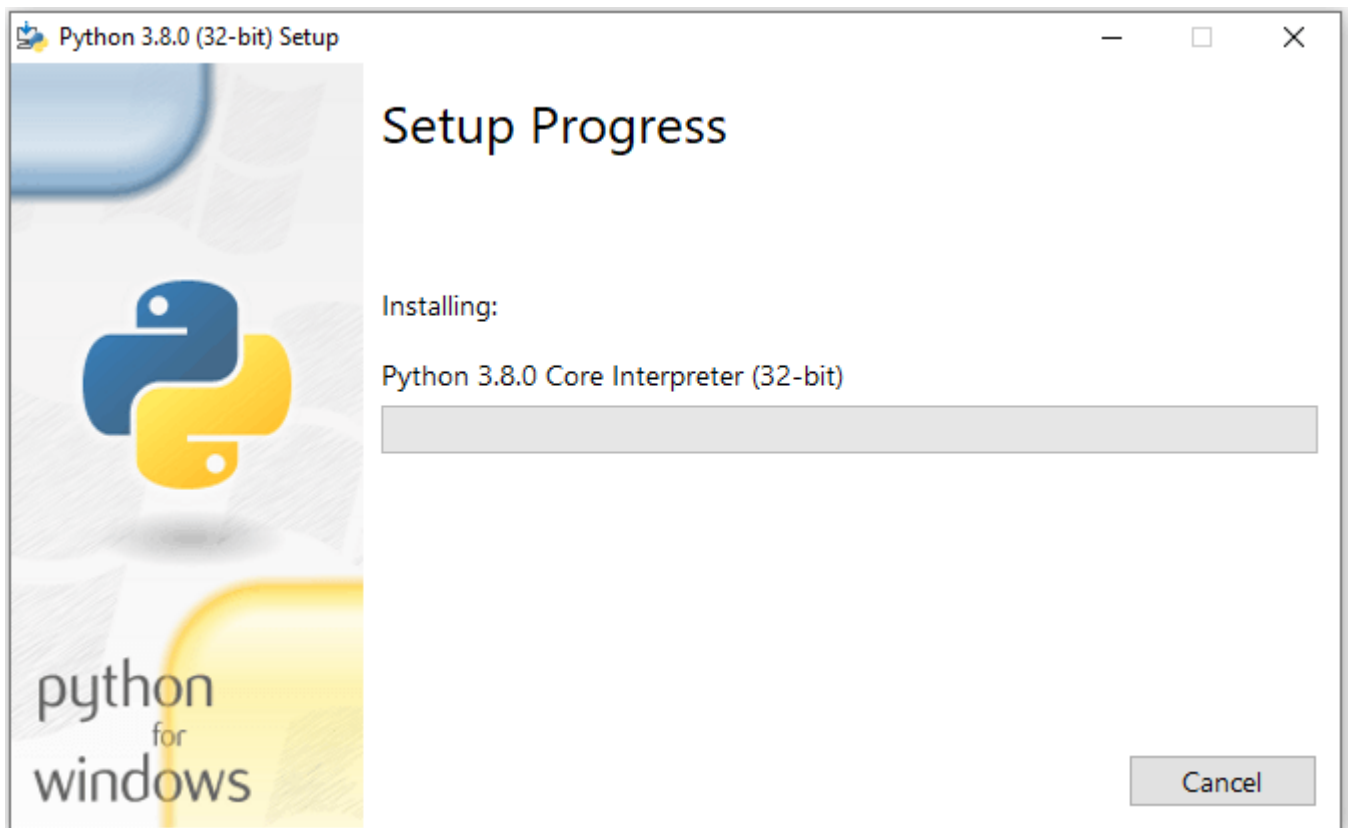 Python 3.8.0 (32-bit) Setup
Setup Progress
Installing:
Python 3.8.0 Core Interpreter (32-bit)
python
for
windows
Cancel